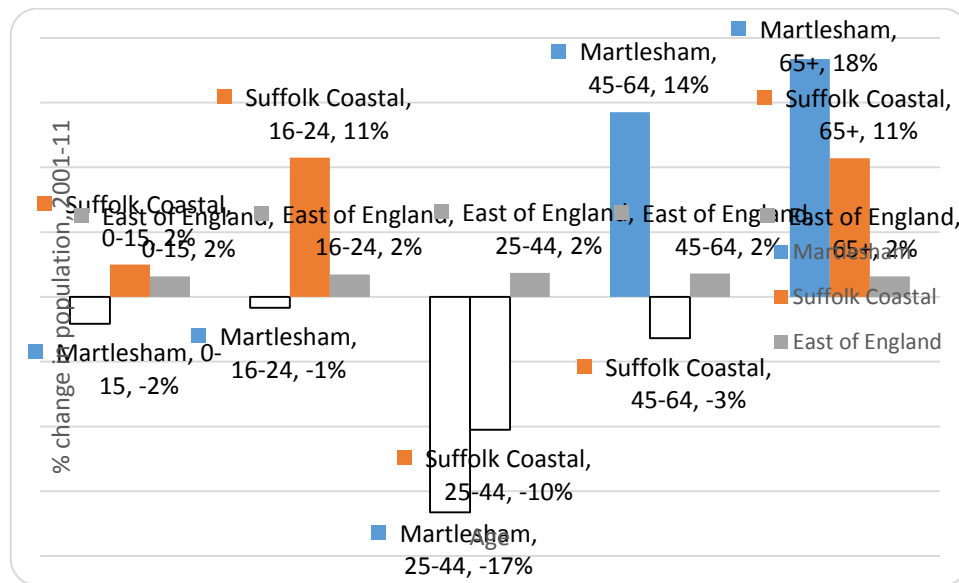 Martlesham,
65+, 18%
Martlesham,
45-64, 14%
Suffolk Coastal,
16-24, 11%
Suffolk Coastal,
65+, 11%
% change in population, 2001-11
Suffolk Coastal,
0-15, 2%
East of England,
0-15, 2%
East of England,
16-24, 2%
East of England,
25-44, 2%
East of England,
45-64, 2%
East of England,
65+, 2%
Martlesham
Suffolk Coastal
East of England
Martlesham, 0-
15, -2%
Martlesham,
16-24, -1%
Suffolk Coastal,
45-64, -3%
Suffolk Coastal,
25-44, -10%
Age
Martlesham,
25-44, -17%